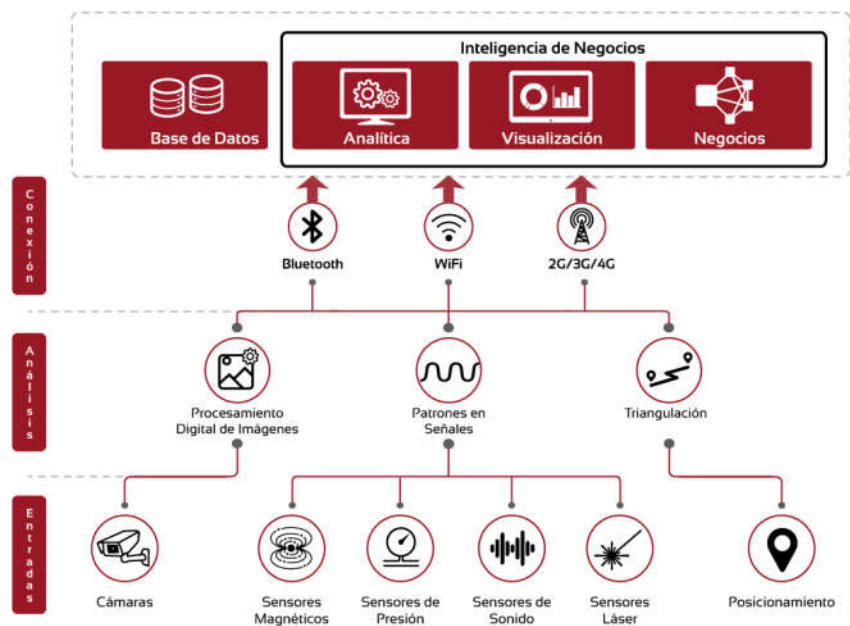 Inteligencia de Negocios
Base de Datos
Analítica
Visualización
Negocios
Conexión
Bluetooth
WiFi
2G/3G/4G
Análisis
Procesamiento
Digital de Imágenes
Patrones en
Señales
Triangulación
Entradas
Cámaras
Sensores
Magnéticos
Sensores de
Presión
Sensores de
Sonido
Sensores
Láser
Posicionamiento